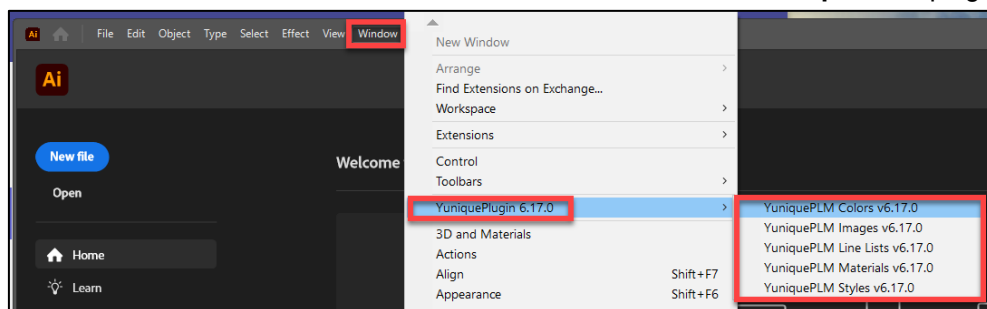 Ai File Edit Object Type Select Effect View Window
Ai
New file
Open
Home
Learn
Welcome
New Window
Arrange
Find Extensions on Exchange...
Workspace
Extensions
Control
Toolbars
YuniquePlugin 6.17.0
3D and Materials
Actions
Align Shift+F7
Appearance Shift+F6
YuniquePLM Colors v6.17.0
YuniquePLM Images v6.17.0
YuniquePLM Line Lists v6.17.0
YuniquePLM Materials v6.17.0
YuniquePLM Styles v6.17.0